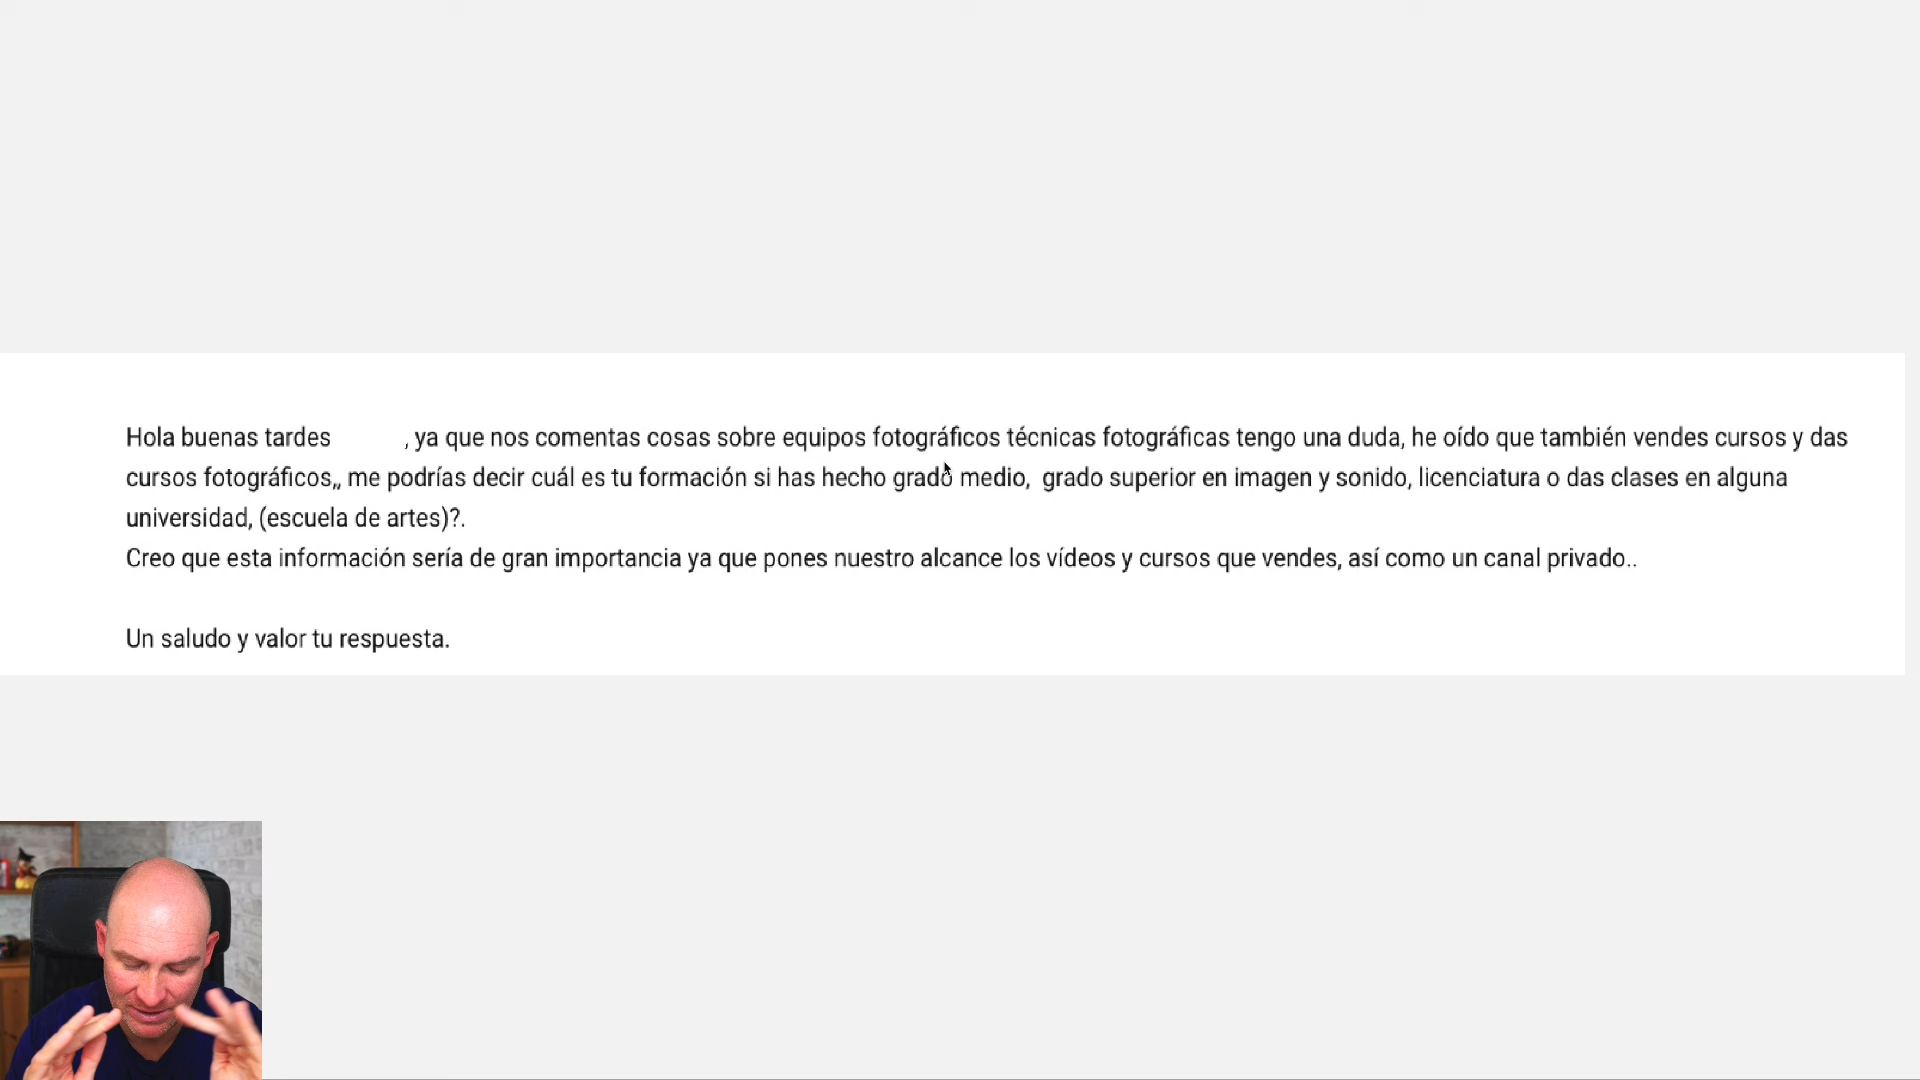 Hola buenas tardes , ya que nos comentas cosas sobre equipos fotográficos técnicas fotográficas tengo una duda, he oído que también vendes cursos y das
cursos fotográficos,, me podrías decir cuál es tu formación si has hecho grado medio, grado superior en imagen y sonido, licenciatura o das clases en alguna
universidad, (escuela de artes)?.
Creo que esta información sería de gran importancia ya que pones nuestro alcance los vídeos y cursos que vendes, así como un canal privado..
Un saludo y valor tu respuesta.